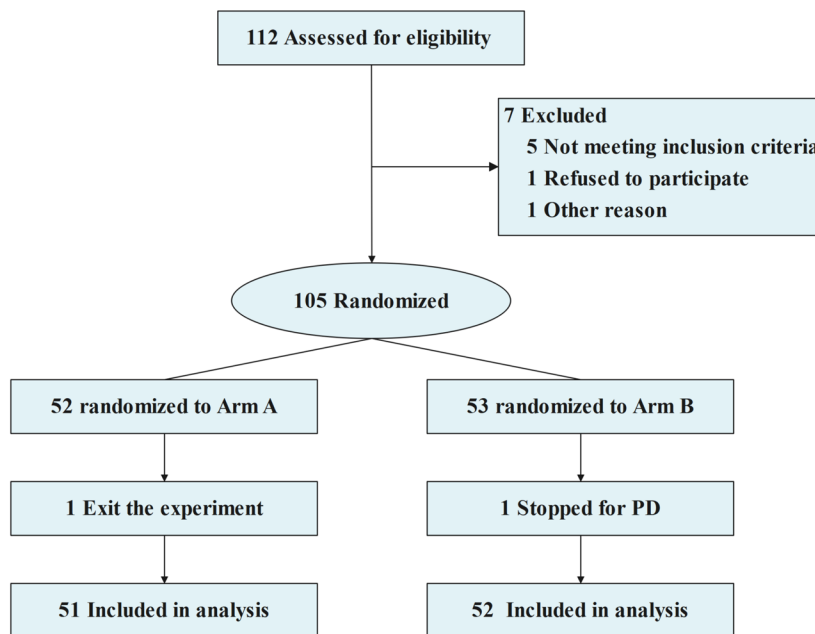 112 Assessed for eligibility
7 Excluded
5 Not meeting inclusion criteria
1 Refused to participate
1 Other reason
105 Randomized
52 randomized to Arm A
53 randomized to Arm B
1 Exit the experiment
1 Stopped for PD
51 Included in analysis
52 Included in analysis